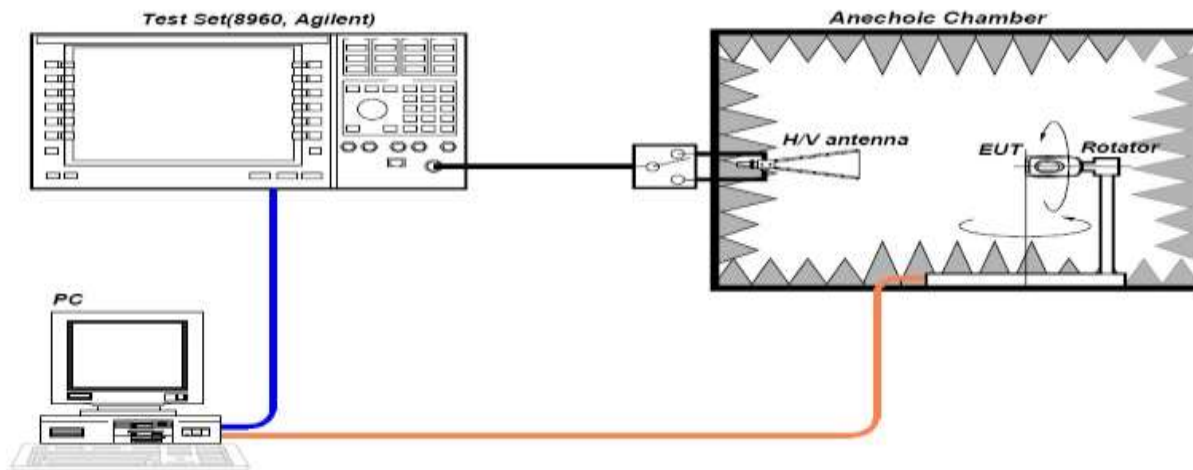 Test Set(8960, Agilent)
Anechoic Chamber
H/V antenna
EUT
Rotator
PC